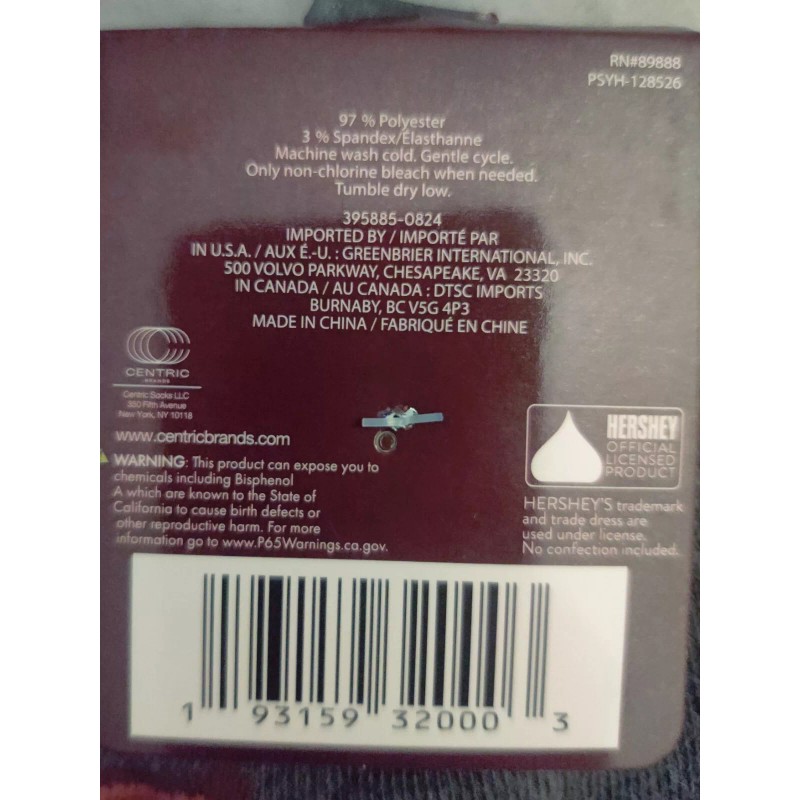 RN#89888
PSYH-128526
97 % Polyester
3 % Spandex/Élasthanne
Machine wash cold. Gentle cycle.
Only non-chlorine bleach when needed.
Tumble dry low.
395885-0824
IMPORTED BY / IMPORTÉ PAR
IN U.S.A. / AUX É.-U. : GREENBRIER INTERNATIONAL, INC.
500 VOLVO PARKWAY, CHESAPEAKE, VA 23320
IN CANADA / AU CANADA : DTSC IMPORTS
BURNABY, BC V5G 4P3
MADE IN CHINA / FABRIQUÉ EN CHINE
CENTRIC
BRANDS
Centric Socks LLC
350 Fifth Avenue
New York, NY 10118
www.centricbrands.com
WARNING: This product can expose you to
chemicals including Bisphenol
A which are known to the State of
California to cause birth defects or
other reproductive harm. For more
information go to www.P65Warnings.ca.gov.
HERSHEY
OFFICIAL
LICENSED
PRODUCT
HERSHEY'S trademark
and trade dress are
used under license.
No confection included.
1 93159 32000 3